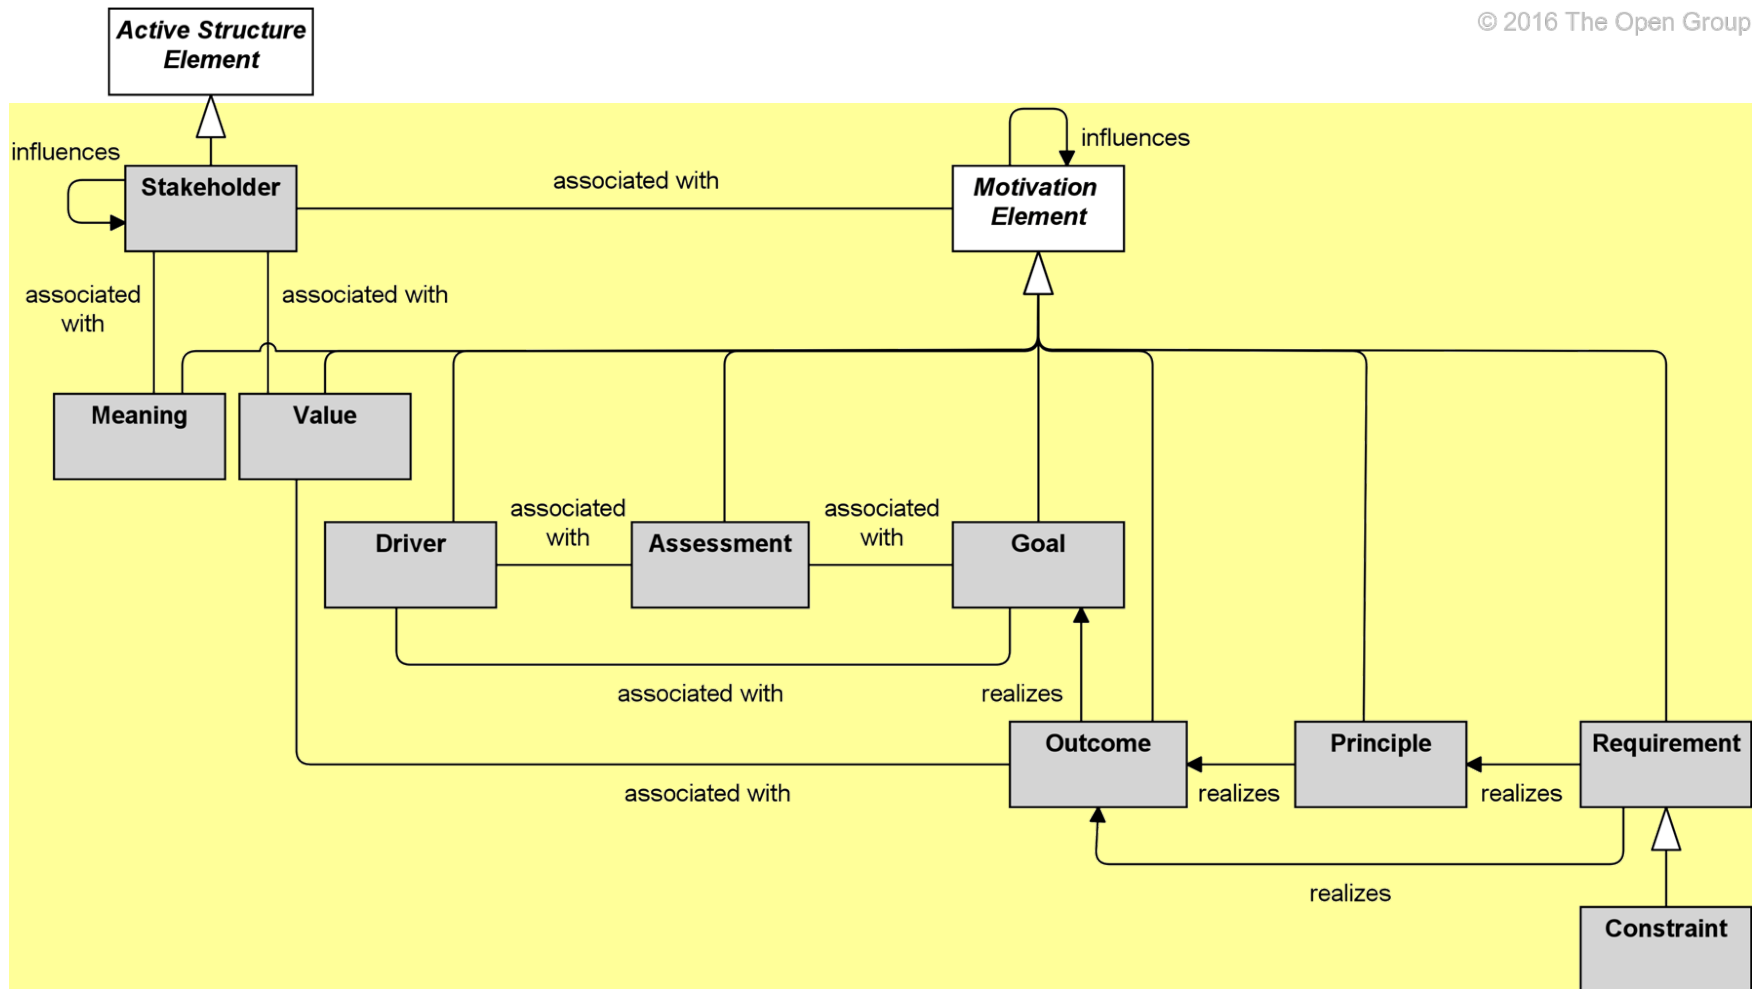 © 2016 The Open Group
Active Structure
Element
influences
influences
Stakeholder
associated with
Motivation
Element
associated
with
associated with
Meaning
Value
associated
with
associated
with
Driver
Assessment
Goal
associated with
realizes
Outcome
Principle
Requirement
associated with
realizes
realizes
realizes
Constraint